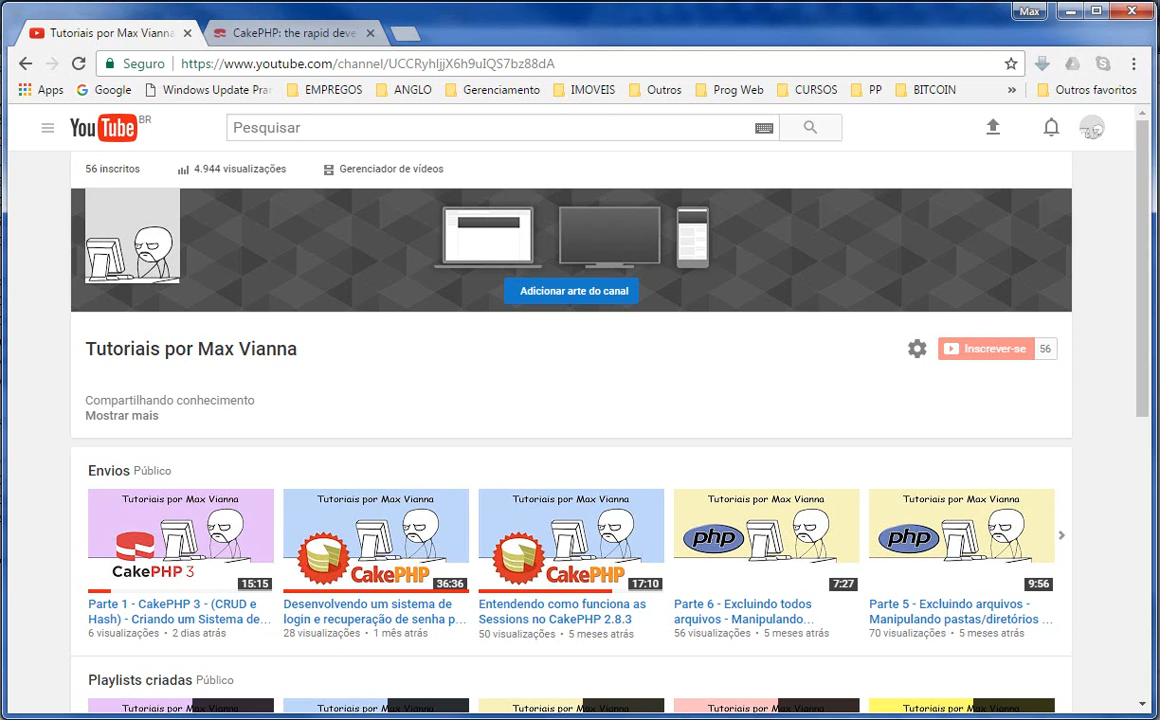 Max
Tutoriais por Max Vianna
CakePHP: the rapid deve
Seguro
https://www.youtube.com/channel/UCCRyhljjX6h9uIQS7bz88dA
Apps
Google
Windows Update Prar
EMPREGOS
ANGLO
Gerenciamento
IMOVEIS
Outros
Prog Web
CURSOS
PP
BITCOIN
»
Outros favoritos
YouTube BR
Pesquisar
56 inscritos
4.944 visualizações
Gerenciador de vídeos
Adicionar arte do canal
Tutoriais por Max Vianna
Inscrever-se
56
Compartilhando conhecimento
Mostrar mais
Envios Público
Tutoriais por Max Vianna
CakePHP 3
15:15
Parte 1 - CakePHP 3 - (CRUD e
Hash) - Criando um Sistema de...
6 visualizações • 2 dias atrás
Tutoriais por Max Vianna
CakePHP
36:36
Desenvolvendo um sistema de
login e recuperação de senha p...
28 visualizações • 1 mês atrás
Tutoriais por Max Vianna
CakePHP
17:10
Entendendo como funciona as
Sessions no CakePHP 2.8.3
50 visualizações • 5 meses atrás
Tutoriais por Max Vianna
php
7:27
Parte 6 - Excluindo todos
arquivos - Manipulando...
56 visualizações • 5 meses atrás
Tutoriais por Max Vianna
php
9:56
Parte 5 - Excluindo arquivos -
Manipulando pastas/diretórios ...
70 visualizações • 5 meses atrás
Playlists criadas Público